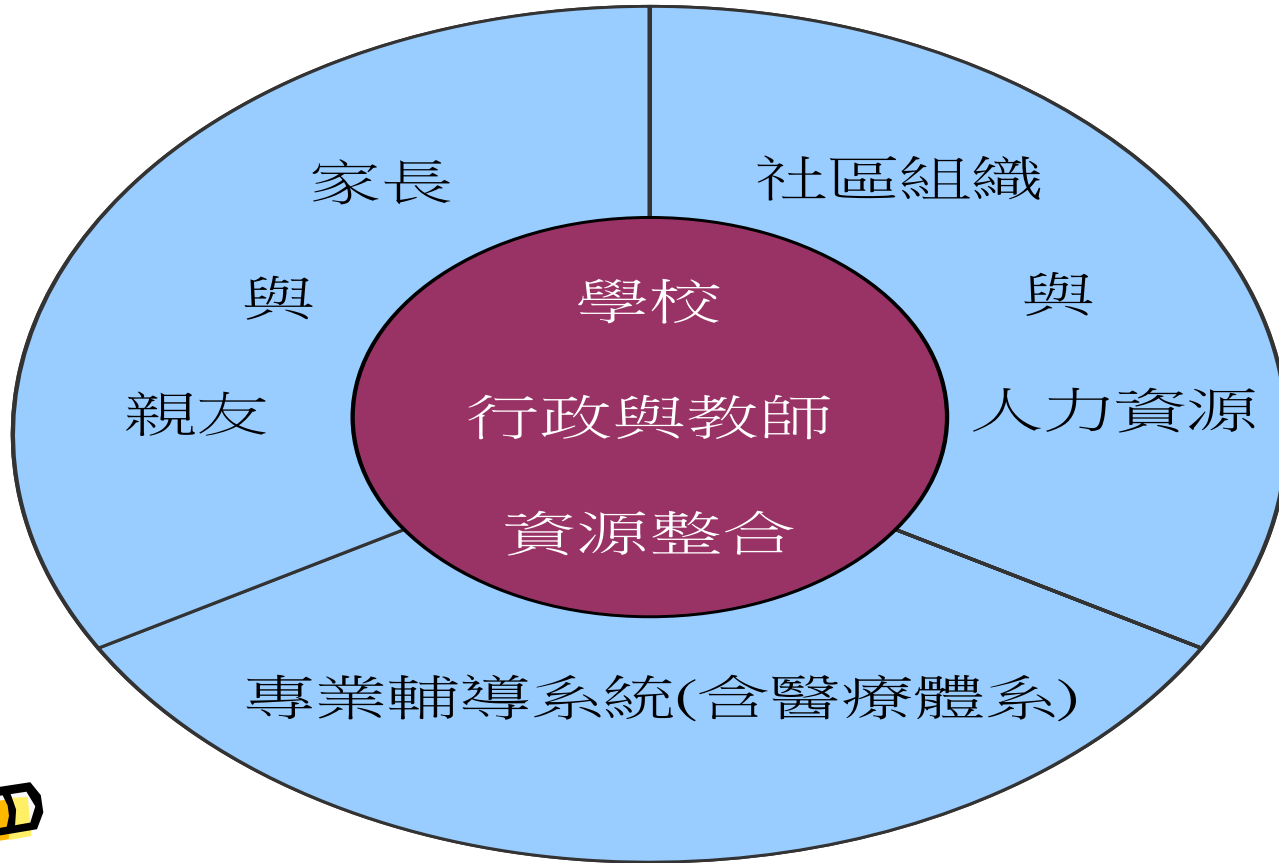 家長
與
親友
社區組織
與
人力資源
學校
行政與教師
資源整合
專業輔導系統(含醫療體系)